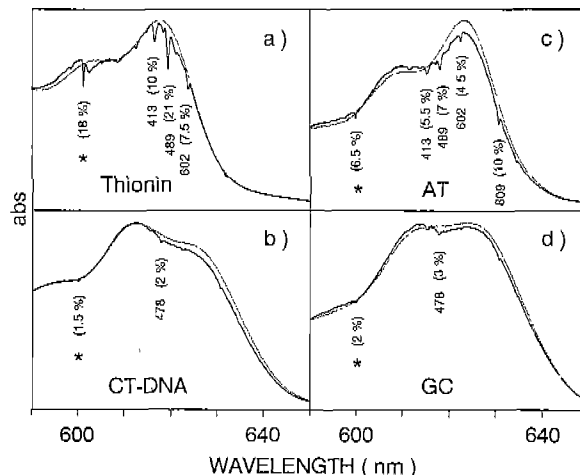 a )
(18 %)
*
413 (10 %)
489 (21 %)
602 (7.5 %)
Thionin
c )
(6.5 %)
*
413 (5.5 %)
489 (7 %)
602 (4.5 %)
809 (10 %)
AT
abs
b )
(1.5 %)
*
478 (2 %)
CT-DNA
d )
(2 %)
*
478 (3 %)
GC
600 640 600 640
WAVELENGTH ( nm )